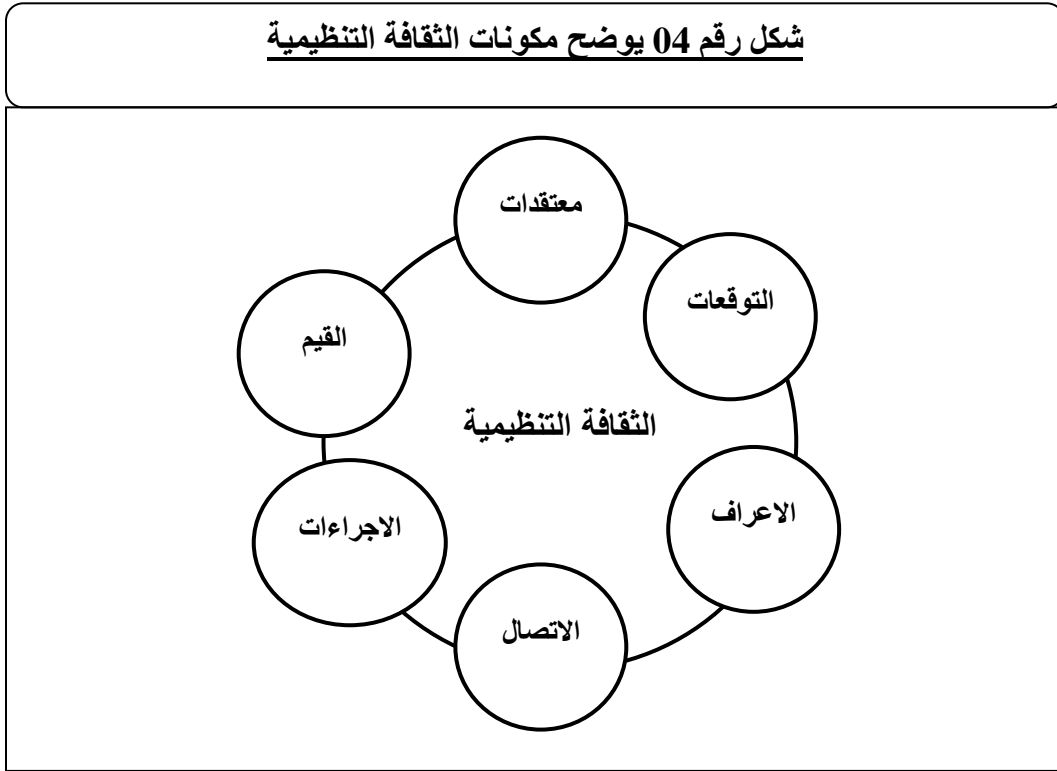 شكل رقم 04 يوضح مكونات الثقافة التنظيمية
معتقدات
التوقعات
القيم
الثقافة التنظيمية
الاعراف
الاجراءات
الاتصال